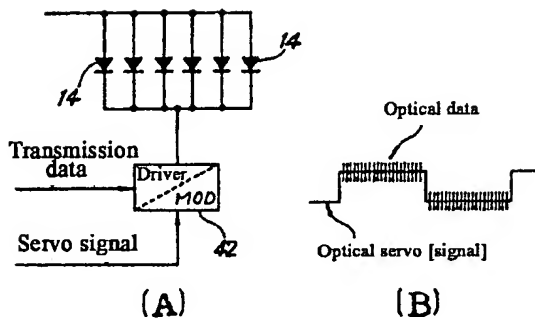 14
14
Transmission
data
Driver
MOD
42
Servo signal
(A)
Optical data
Optical servo [signal]
(B)